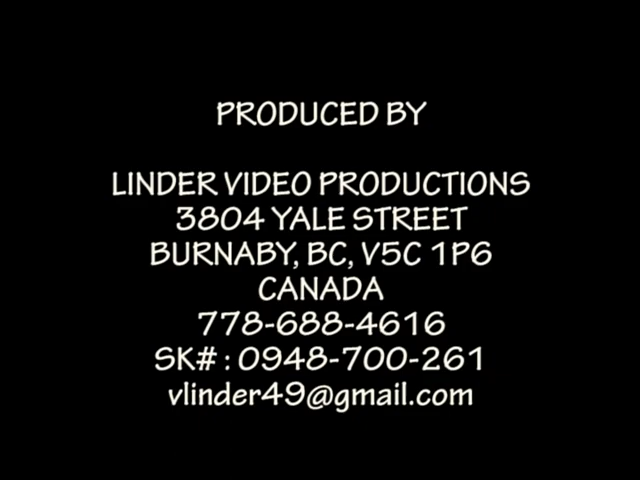 PRODUCED BY
LINDER VIDEO PRODUCTIONS
3804 YALE STREET
BURNABY, BC, V5C 1P6
CANADA
778-688-4616
SK# : 0948-700-261
vlinder49@gmail.com